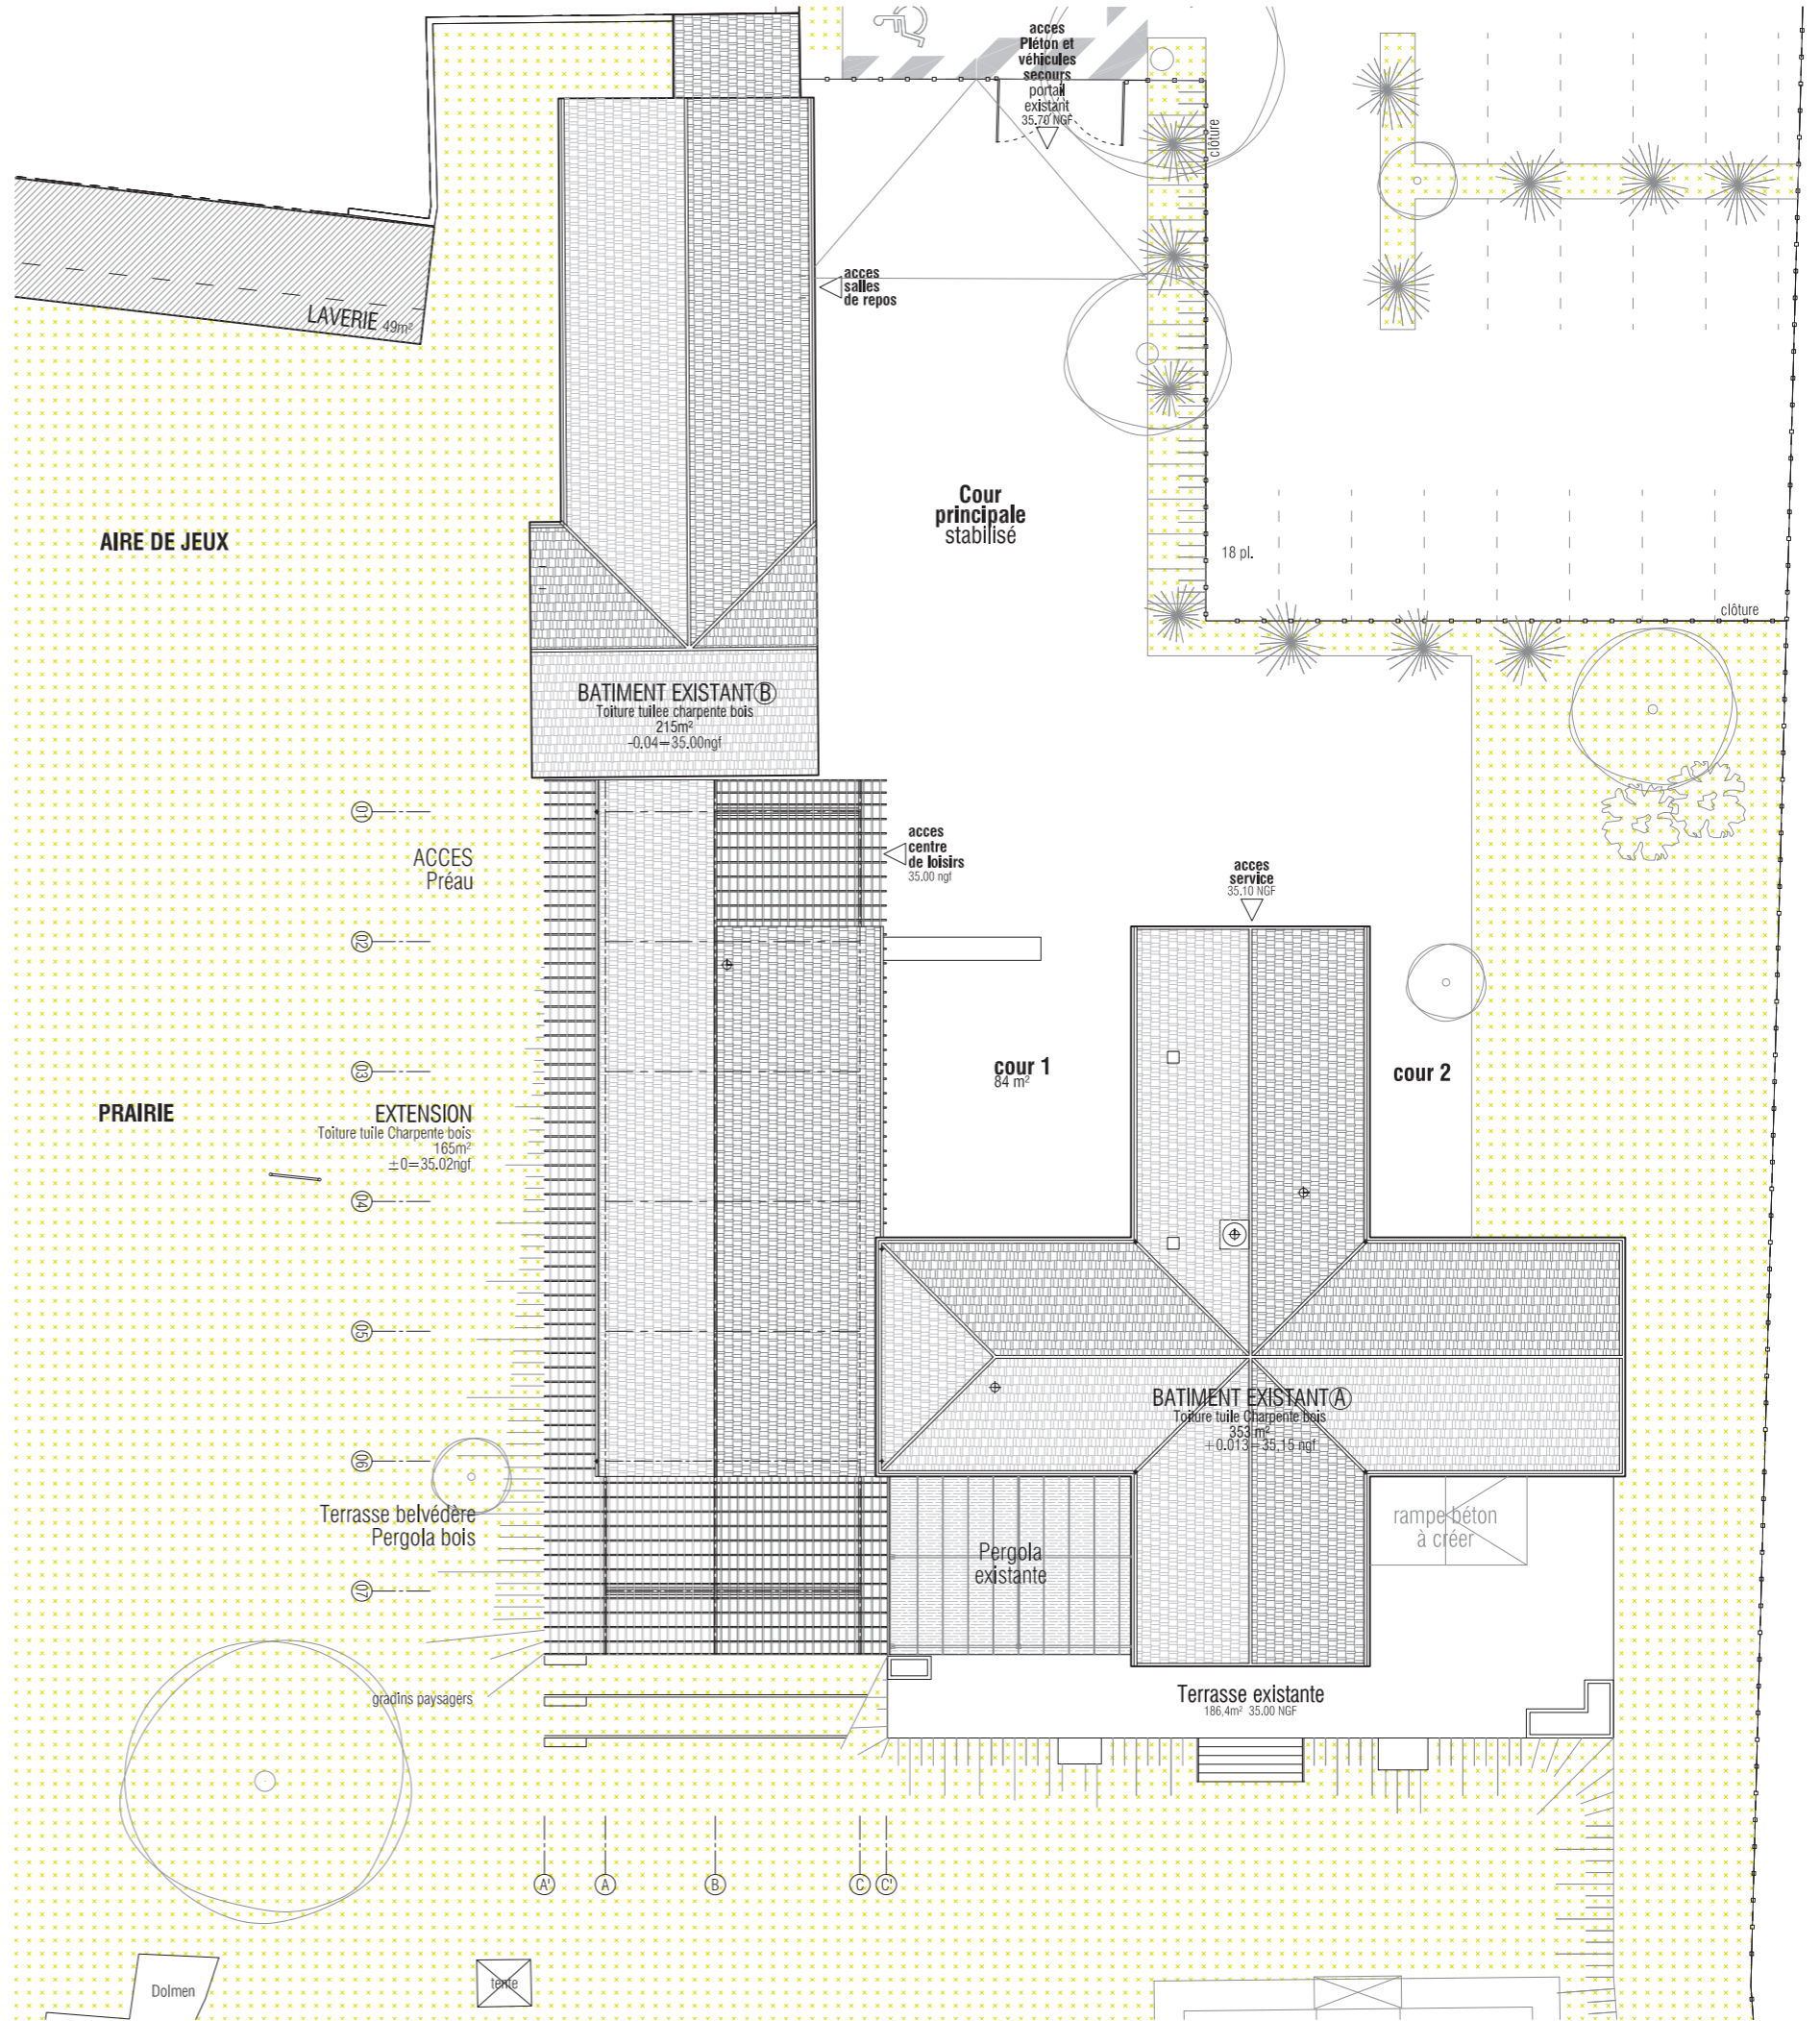 acces
Piéton et
véhicules
secours
portail
existant
35.70 NGF
clôture
acces
salles
de repos
LAVERIE 49m²
Cour
principale
stabilisé
AIRE DE JEUX
18 pl.
clôture
BATIMENT EXISTANT B
Toiture tuilee charpente bois
215m²
-0.04=35.00ngf
01
ACCES
Préau
acces
centre
de loisirs
35.00 ngf
acces
service
35.10 NGF
02
03
cour 1
84 m²
cour 2
PRAIRIE
EXTENSION
Toiture tuile Charpente bois
165m²
±0=35.02ngf
04
05
BATIMENT EXISTANT A
Toiture tuile Charpente bois
353 m²
+0.013=35,15 ngf
06
Terrasse belvédère
Pergola bois
rampe béton
à créer
Pergola
existante
07
gradins paysagers
Terrasse existante
186,4m² 35.00 NGF
A' A B C C'
Dolmen
tente